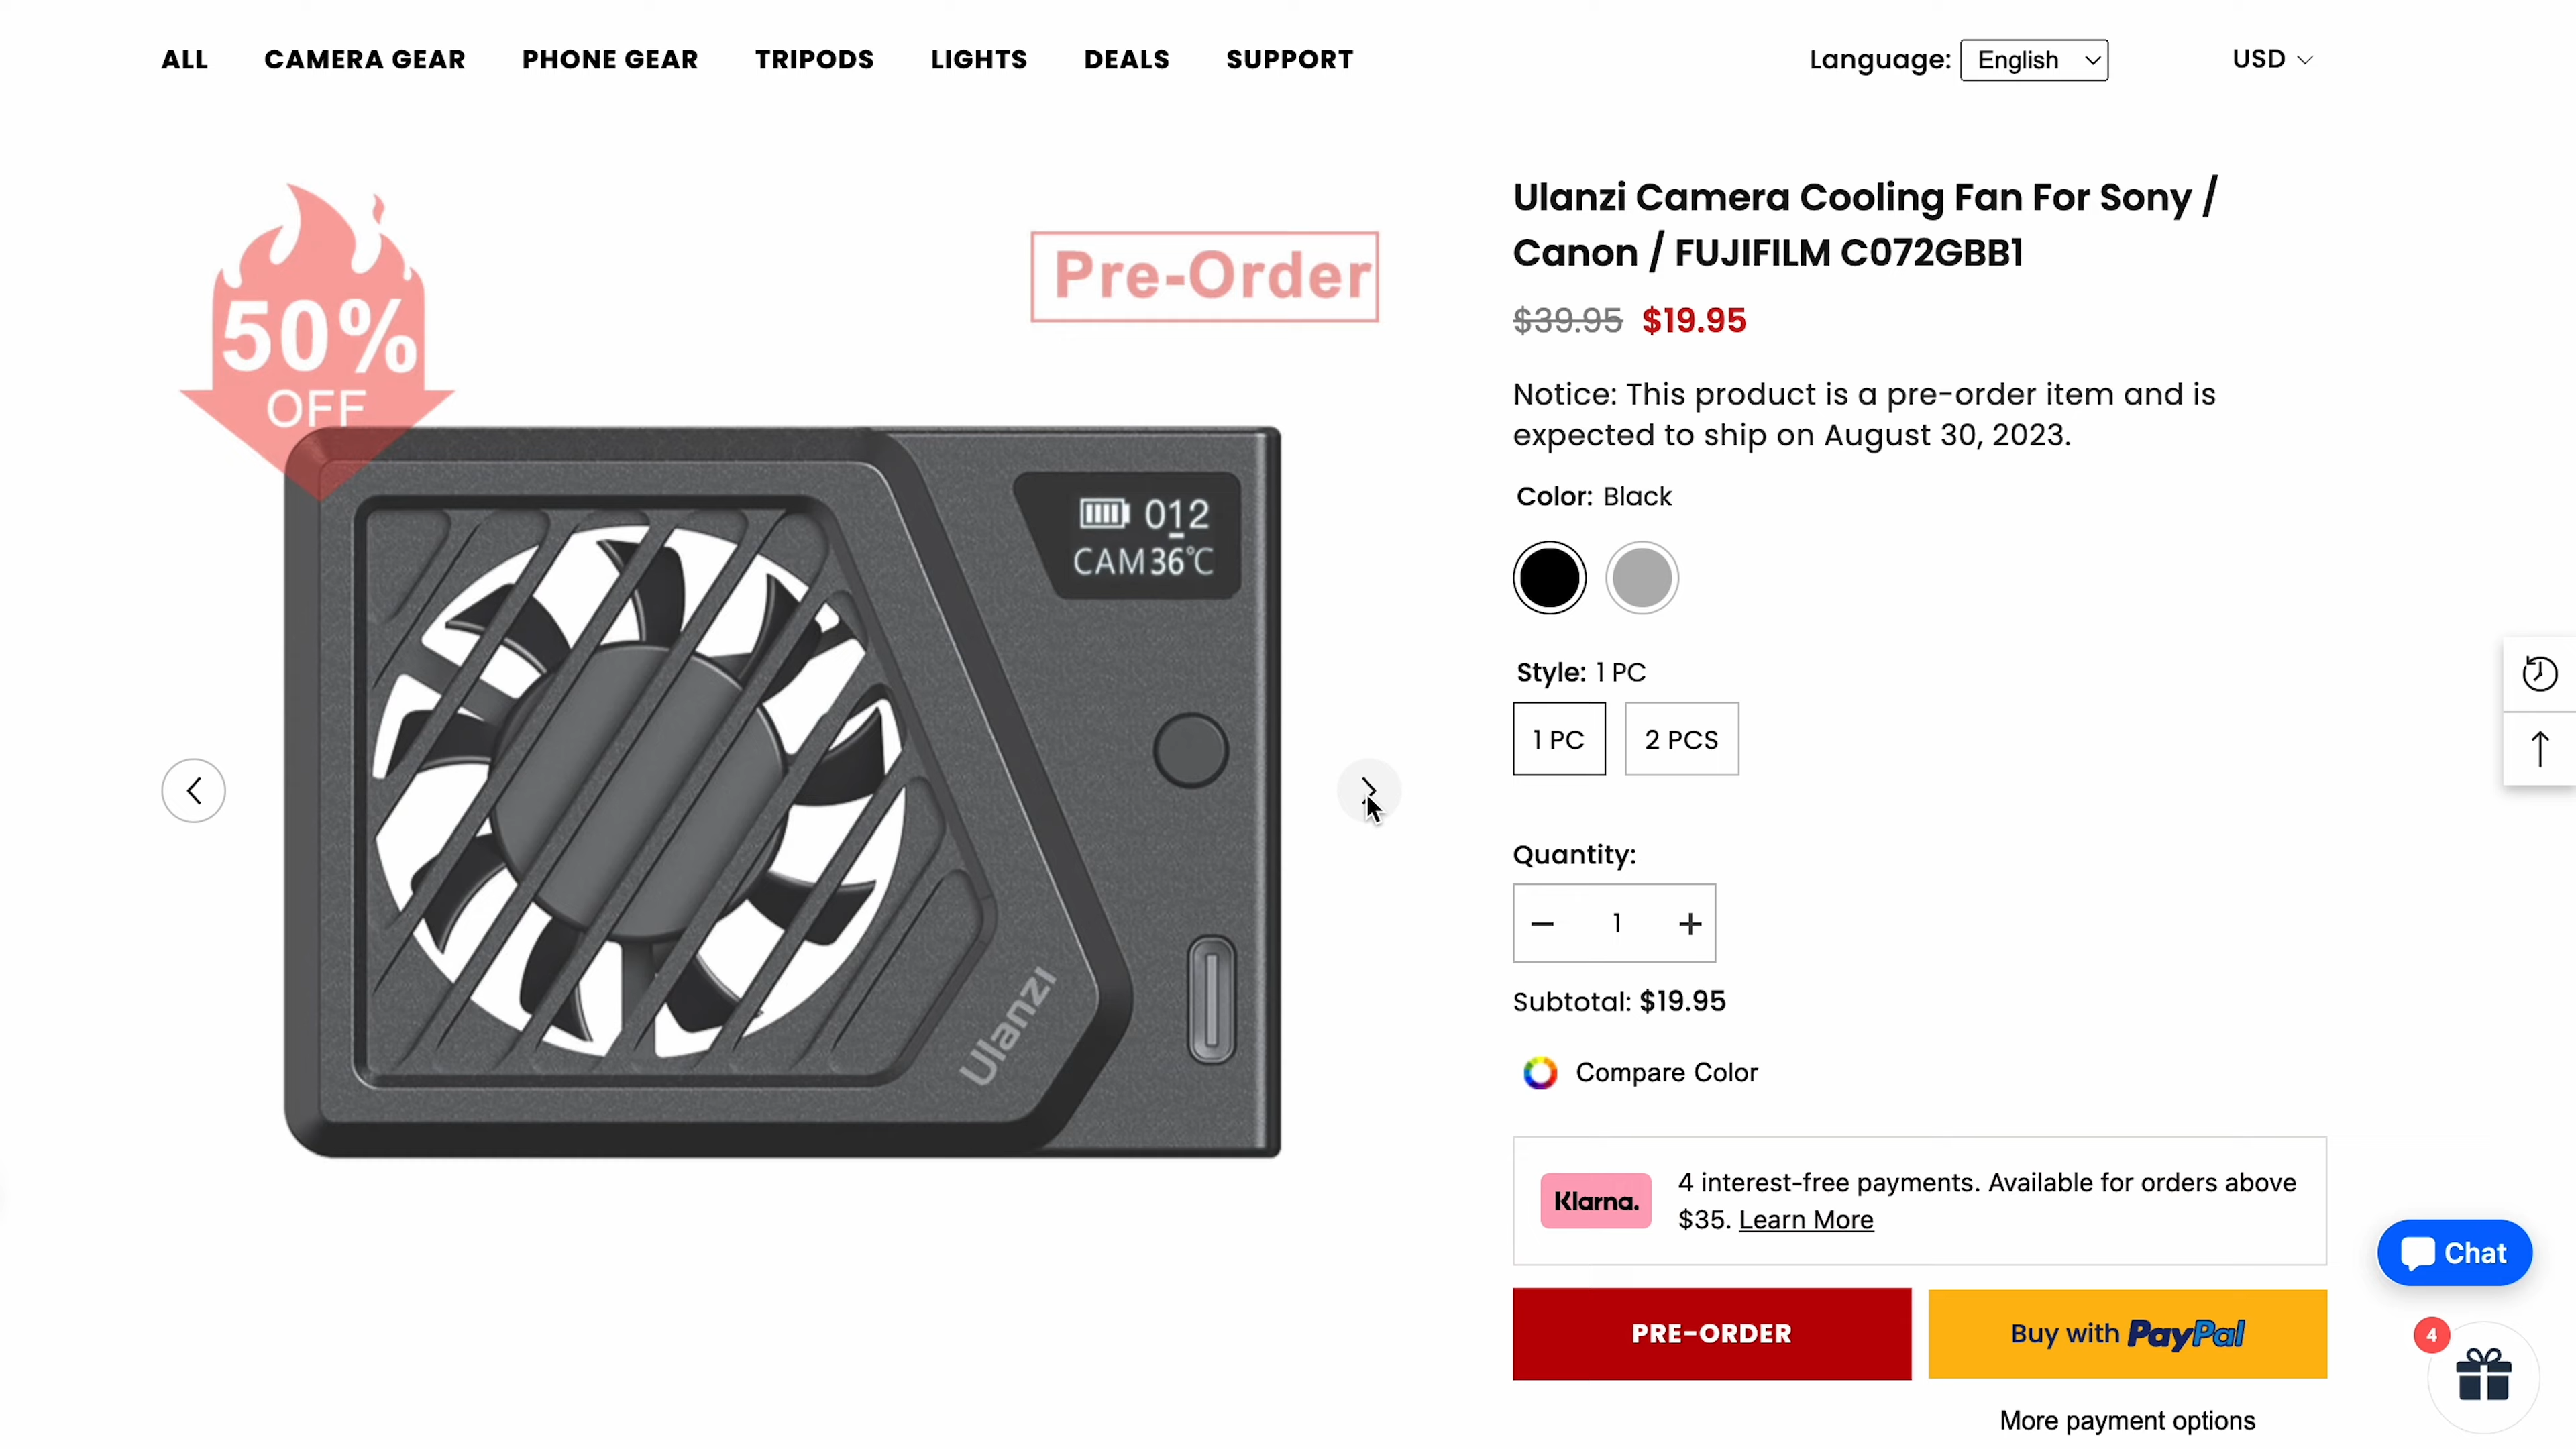 ALL CAMERA GEAR PHONE GEAR TRIPODS LIGHTS DEALS SUPPORT Language: English USD
50%
OFF
Pre-Order
012
CAM 36°C
Ulanzi
Ulanzi Camera Cooling Fan For Sony /
Canon / FUJIFILM C072GBB1
$39.95 $19.95
Notice: This product is a pre-order item and is
expected to ship on August 30, 2023.
Color: Black
Style: 1 PC
1 PC 2 PCS
Quantity:
− 1 +
Subtotal: $19.95
Compare Color
Klarna.
4 interest-free payments. Available for orders above
$35. Learn More
Chat
PRE-ORDER Buy with PayPal
4
More payment options